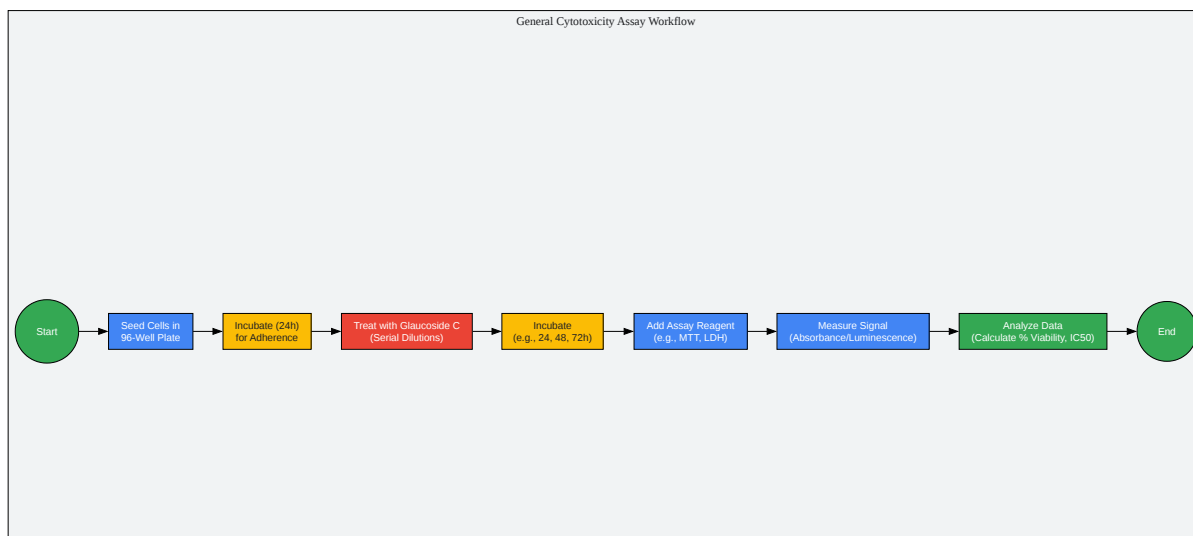 General Cytotoxicity Assay Workflow
Start
Seed Cells in
96-Well Plate
Incubate (24h)
for Adherence
Treat with Glaucoside C
(Serial Dilutions)
Incubate
(e.g., 24, 48, 72h)
Add Assay Reagent
(e.g., MTT, LDH)
Measure Signal
(Absorbance/Luminescence)
Analyze Data
(Calculate % Viability, IC50)
End